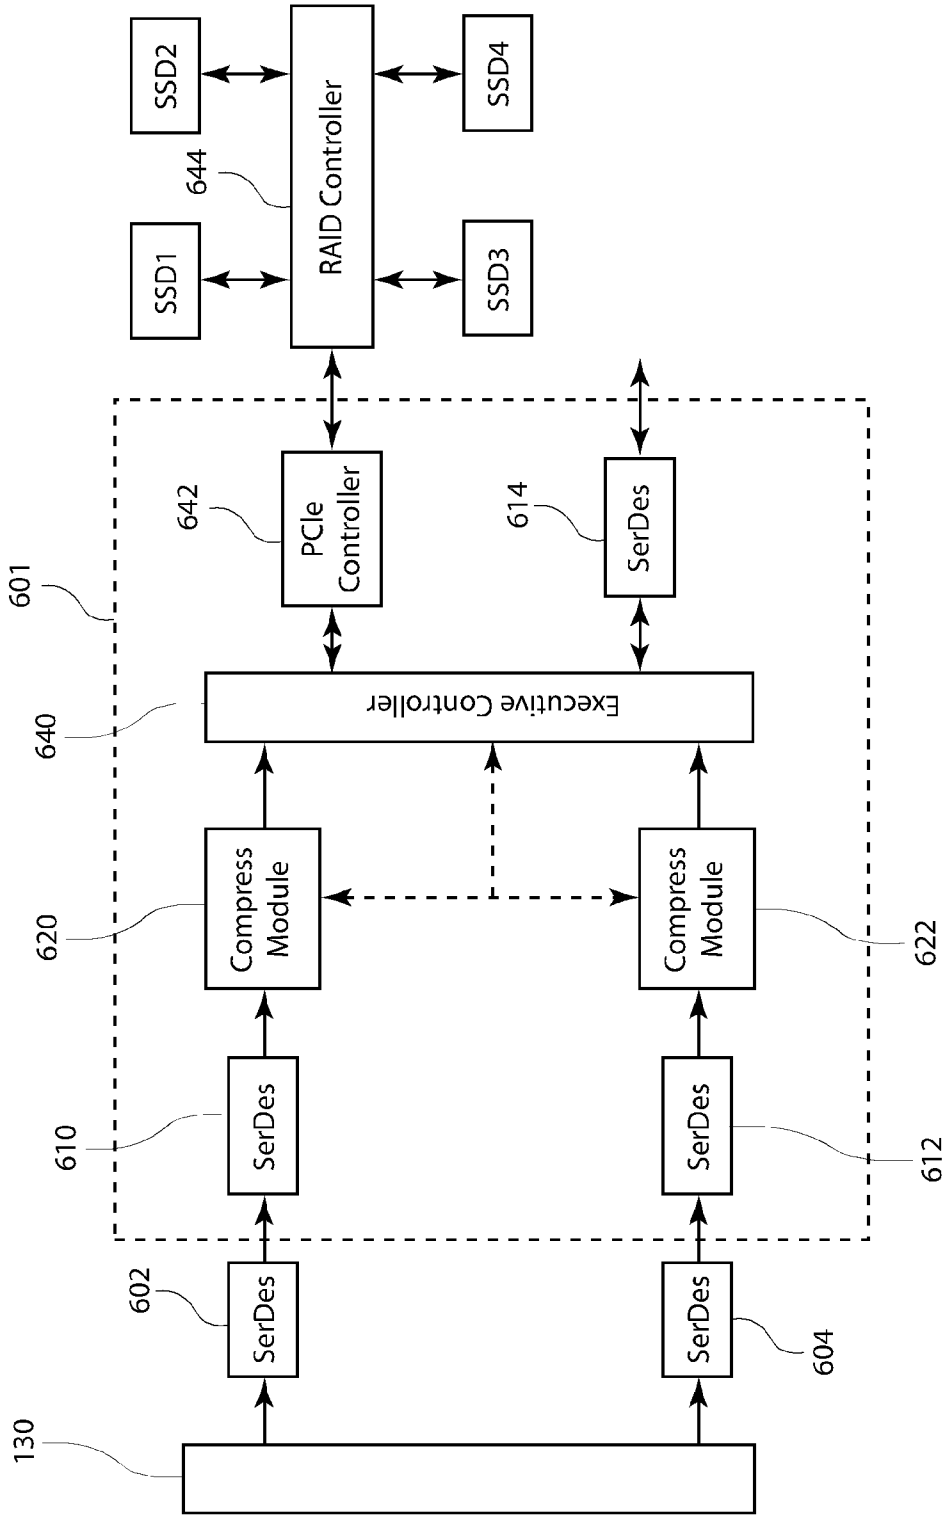 130
602
SerDes
604
SerDes
601
610
SerDes
612
SerDes
620
Compress
Module
622
Compress
Module
640
Executive Controller
642
PCIe
Controller
614
SerDes
644
RAID Controller
SSD1
SSD2
SSD3
SSD4